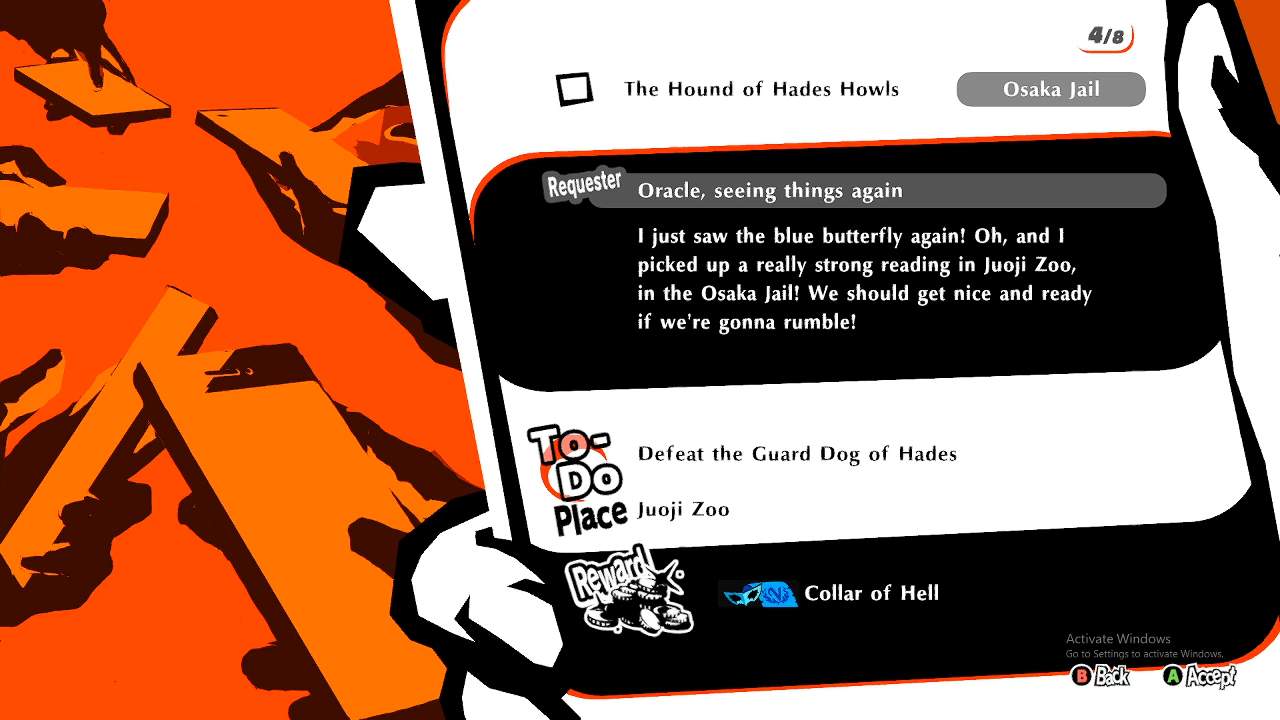 4/8
The Hound of Hades Howls
Osaka Jail
Requester
Oracle, seeing things again
I just saw the blue butterfly again! Oh, and I
picked up a really strong reading in Juoji Zoo,
in the Osaka Jail! We should get nice and ready
if we're gonna rumble!
To-
Do
Defeat the Guard Dog of Hades
Place
Juoji Zoo
Reward
Collar of Hell
Activate Windows
Go to Settings to activate Windows.
B Back
A Accept